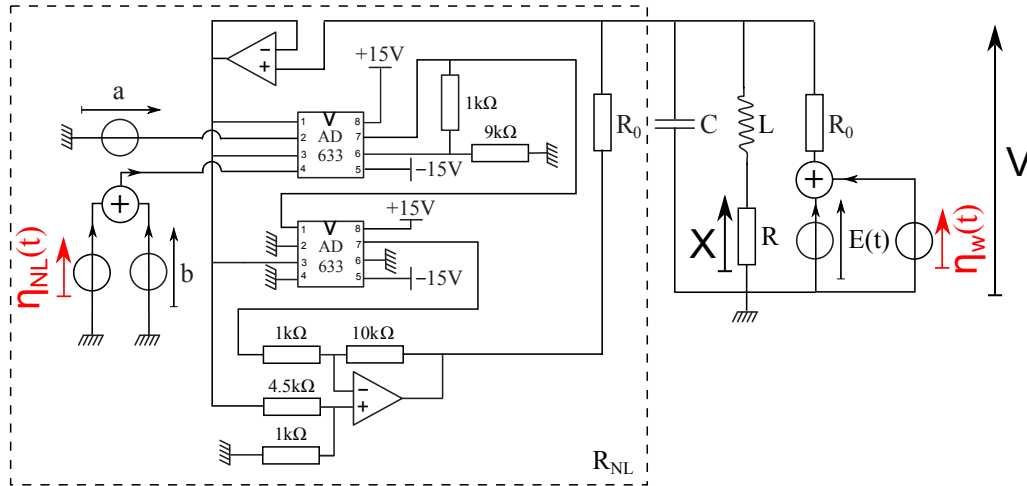 a
−
+
+15V
1kΩ
9kΩ
1
2
3
4
V
AD
633
8
7
6
5
−15V
R0
C
L
R0
V
+
+
ηNL(t)
b
+15V
1
2
3
4
V
AD
633
8
7
6
5
−15V
X
R
E(t)
ηw(t)
1kΩ
10kΩ
4.5kΩ
−
+
1kΩ
RNL